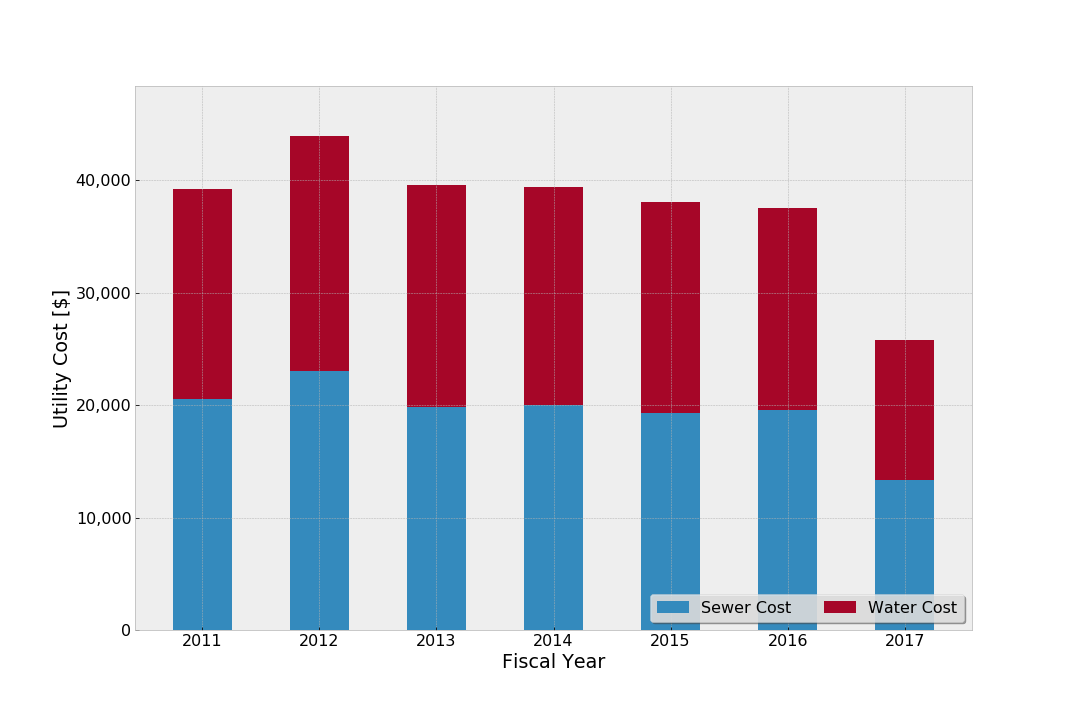 Utility Cost [$]
40,000
30,000
20,000
10,000
0
Sewer Cost Water Cost
2011 2012 2013 2014 2015 2016 2017
Fiscal Year